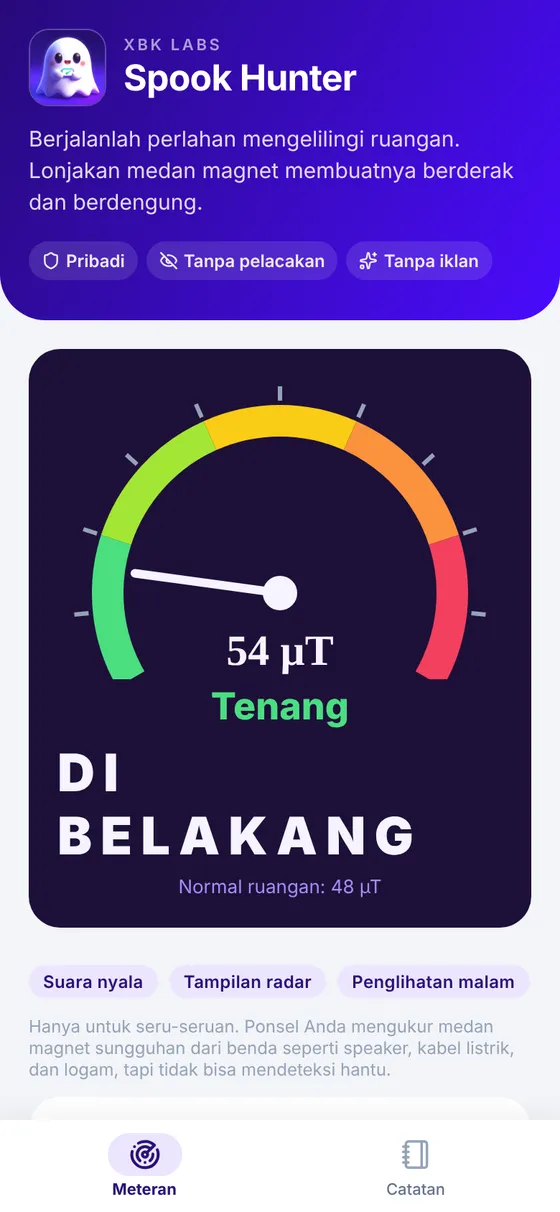 XBK LABS
Spook Hunter
Berjalanlah perlahan mengelilingi ruangan.
Lonjakan medan magnet membuatnya berderak
dan berdengung.
Pribadi
Tanpa pelacakan
Tanpa iklan
54 µT
Tenang
DI
BELAKANG
Normal ruangan: 48 µT
Suara nyala
Tampilan radar
Penglihatan malam
Hanya untuk seru-seruan. Ponsel Anda mengukur medan
magnet sungguhan dari benda seperti speaker, kabel listrik,
dan logam, tapi tidak bisa mendeteksi hantu.
Meteran
Catatan